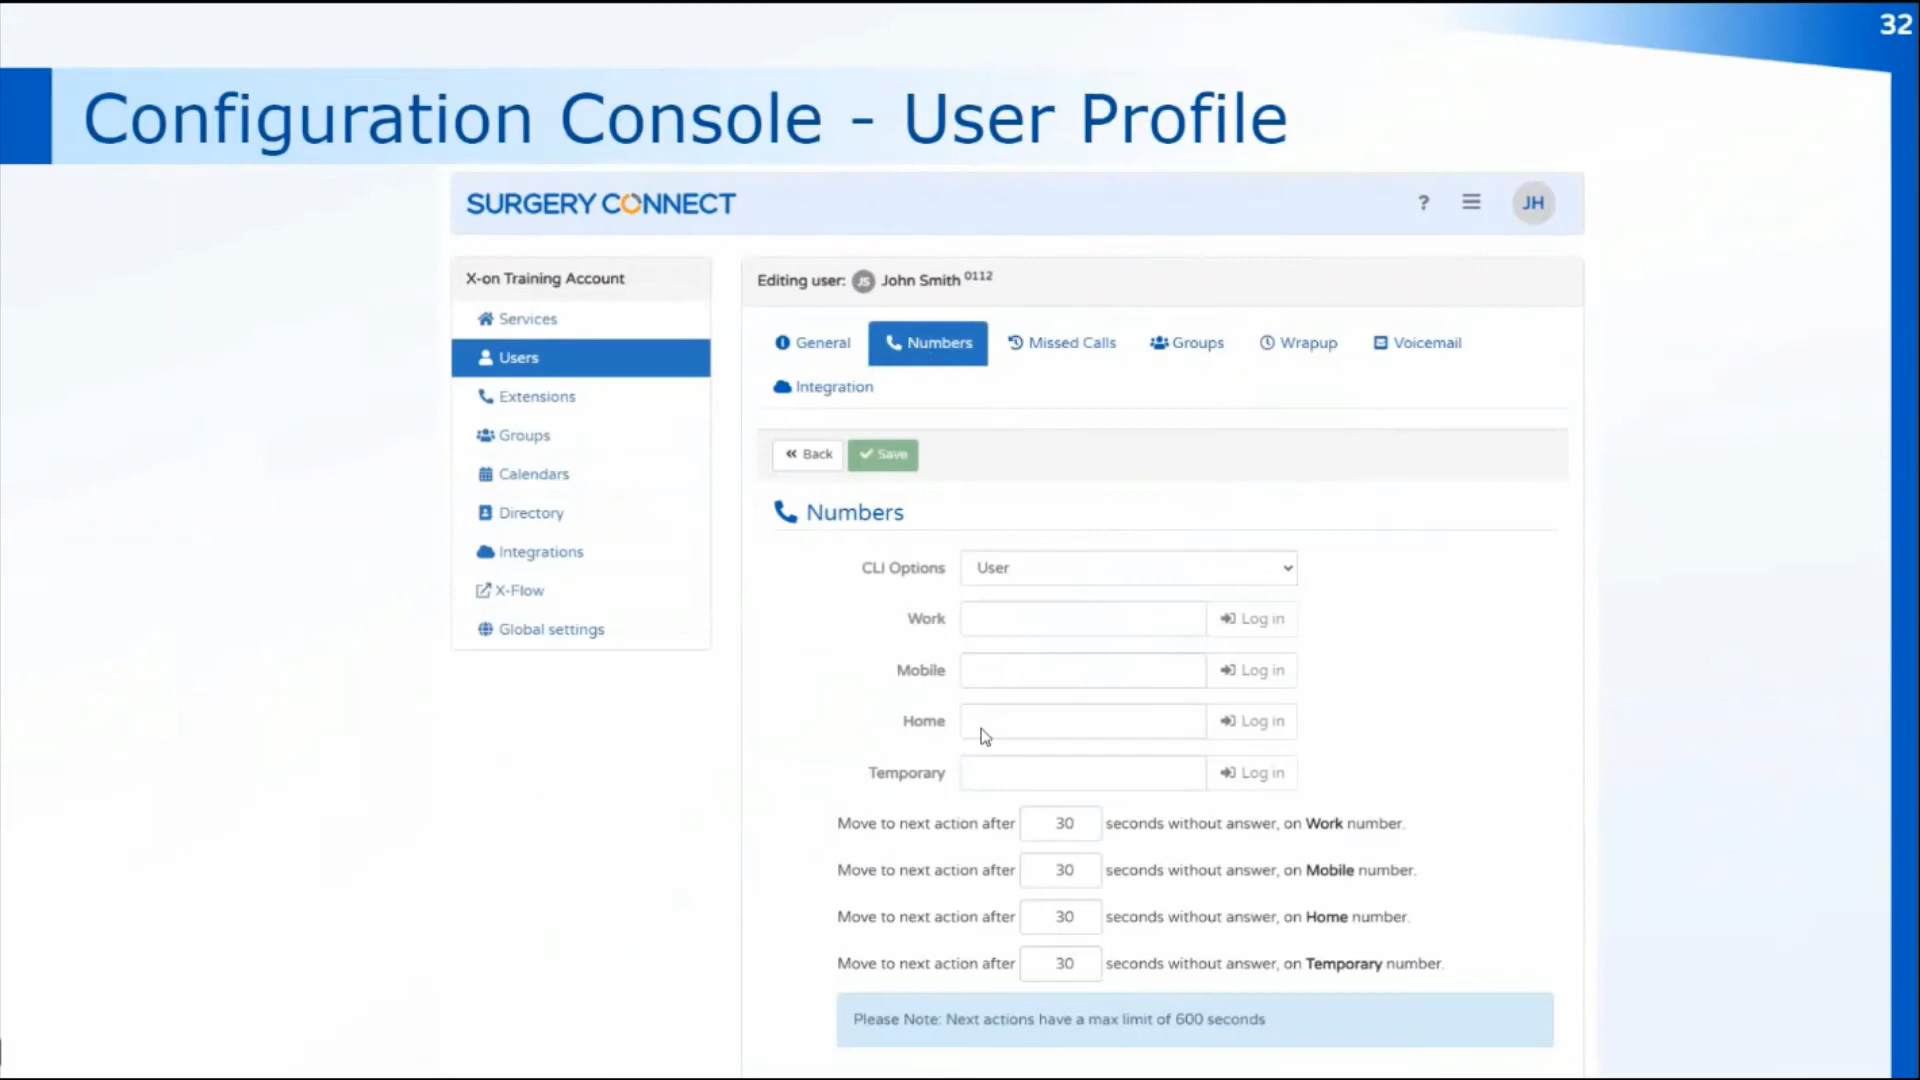 32
Configuration Console - User Profile
SURGERY CONNECT
?
JH
X-on Training Account
Services
Users
Extensions
Groups
Calendars
Directory
Integrations
X-Flow
Global settings
Editing user: JS John Smith 0112
General Numbers Missed Calls Groups Wrapup Voicemail
Integration
Back Save
Numbers
CLI Options User
Work Log in
Mobile Log in
Home Log in
Temporary Log in
Move to next action after 30 seconds without answer, on Work number.
Move to next action after 30 seconds without answer, on Mobile number.
Move to next action after 30 seconds without answer, on Home number.
Move to next action after 30 seconds without answer, on Temporary number.
Please Note: Next actions have a max limit of 600 seconds